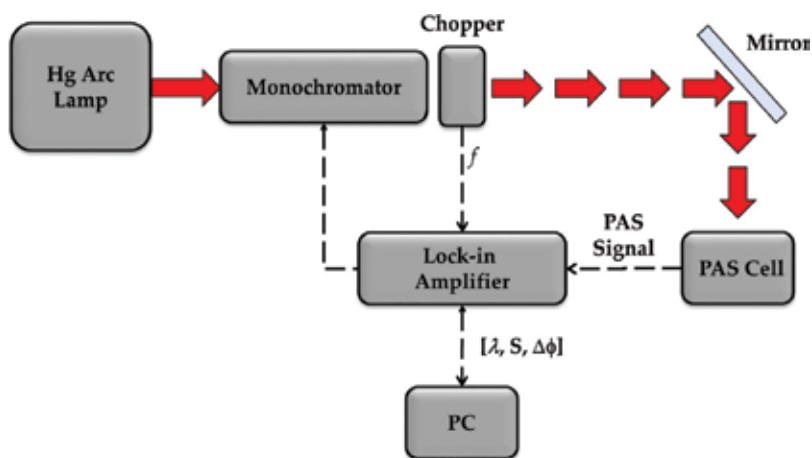 Hg Arc
Lamp
Monochromator
Chopper
Mirror
f
Lock-in
Amplifier
PAS
Signal
PAS Cell
[λ, S, Δϕ]
PC